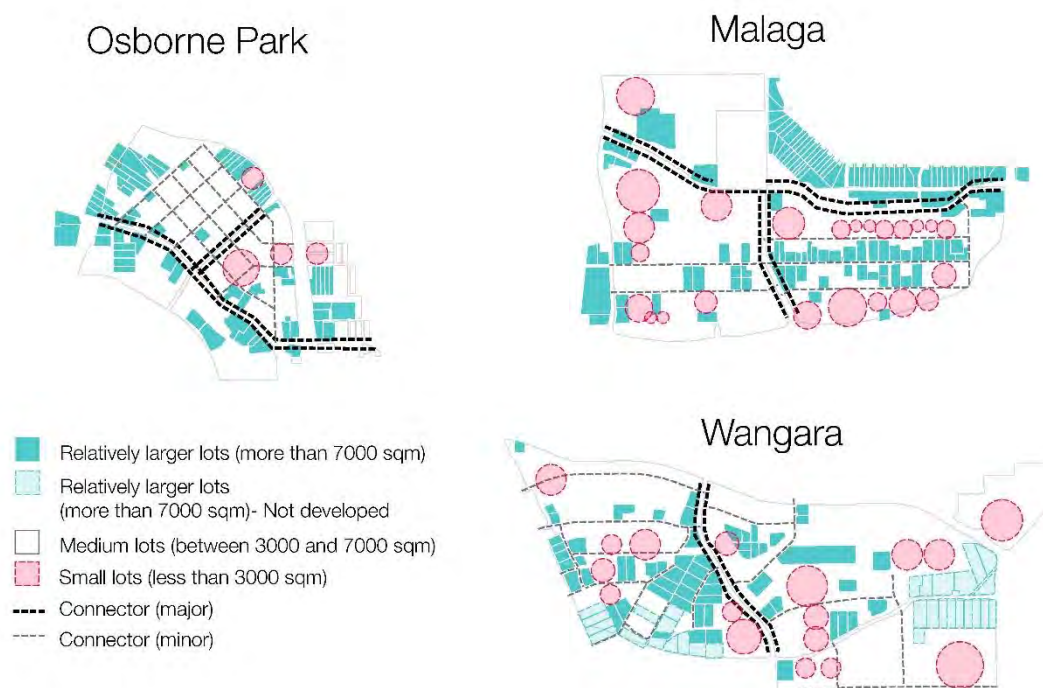 Osborne Park
Malaga
Wangara
Relatively larger lots (more than 7000 sqm)
Relatively larger lots
(more than 7000 sqm)- Not developed
Medium lots (between 3000 and 7000 sqm)
Small lots (less than 3000 sqm)
Connector (major)
Connector (minor)